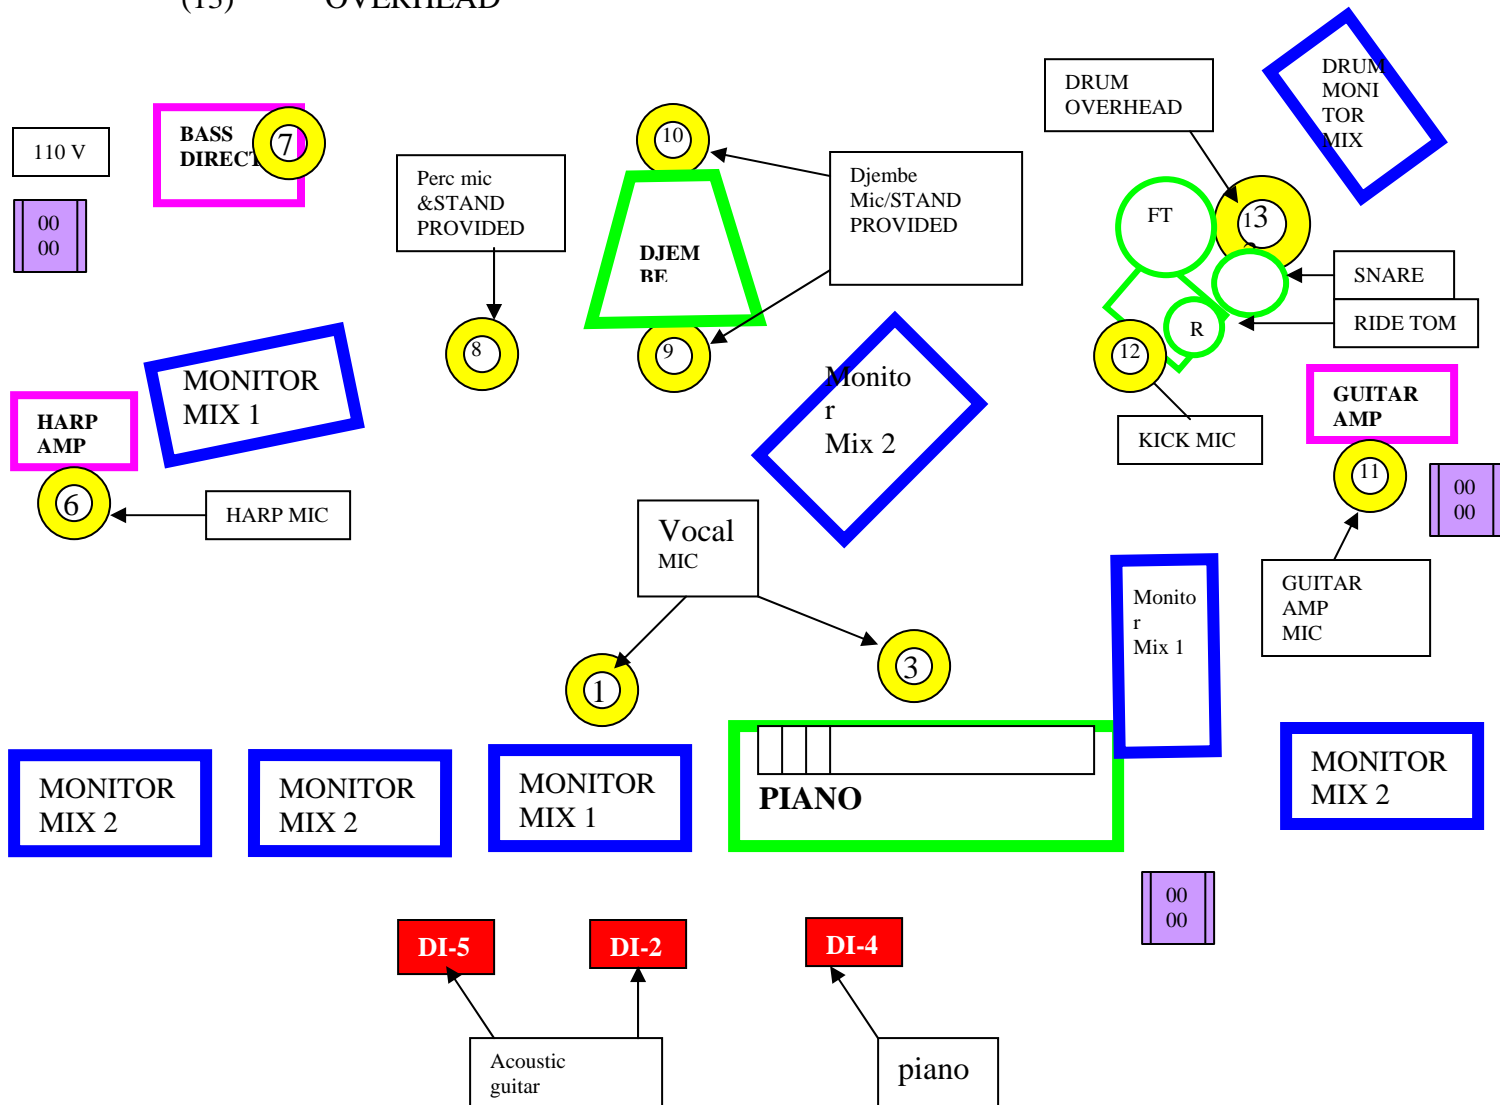 (13) OVERHEAD
DRUM
OVERHEAD
DRUM
MONI
TOR
MIX
110 V
BASS
DIRECT
7
10
Perc mic
&STAND
PROVIDED
Djembe
Mic/STAND
PROVIDED
00
00
FT
13
DJEM
BE
SNARE
RIDE TOM
R
8
9
12
MONITOR
MIX 1
Monito
r
Mix 2
HARP
AMP
GUITAR
AMP
KICK MIC
6
HARP MIC
11
00
00
Vocal
MIC
GUITAR
AMP
MIC
Monito
r
Mix 1
1
3
MONITOR
MIX 2
MONITOR
MIX 2
MONITOR
MIX 1
PIANO
MONITOR
MIX 2
00
00
DI-5
DI-2
DI-4
Acoustic
guitar
piano